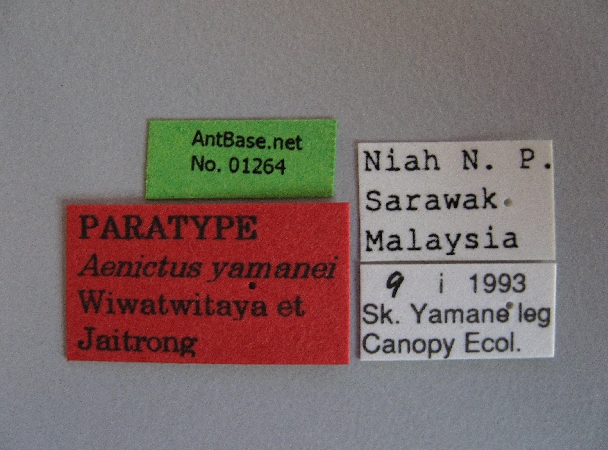 AntBase.net
No. 01264
PARATYPE
Aenictus yamanei
Wiwatwitaya et
Jaitrong
Niah N. P.
Sarawak
Malaysia
9 i 1993
Sk. Yamane leg
Canopy Ecol.